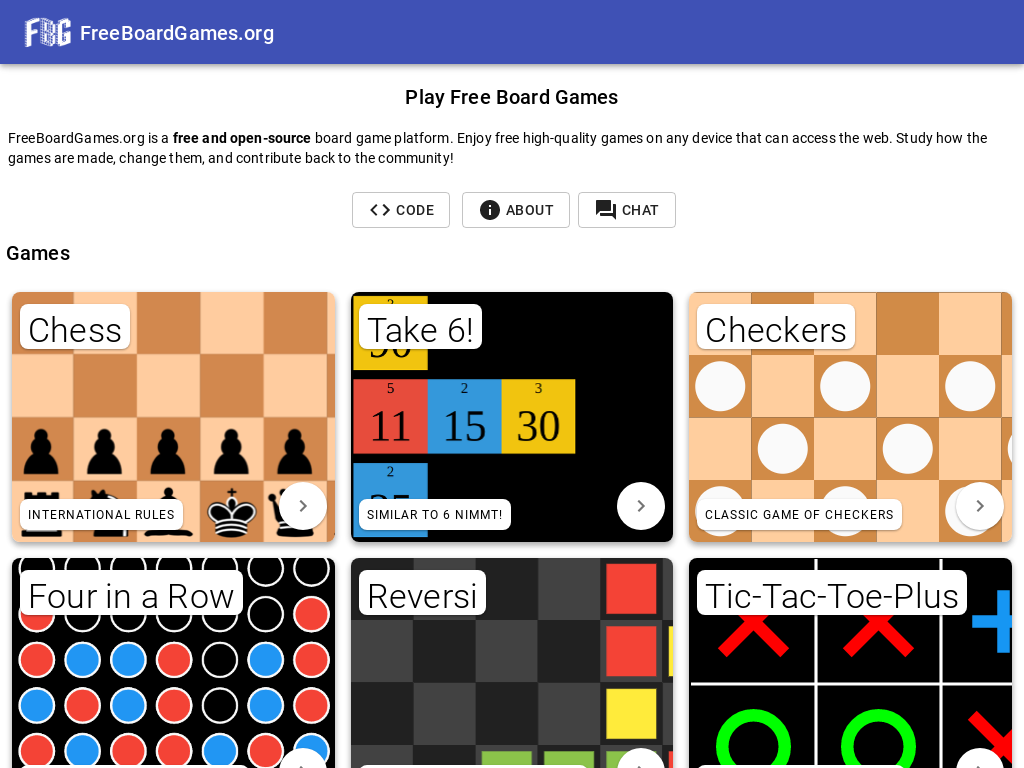 FBG FreeBoardGames.org
Play Free Board Games
FreeBoardGames.org is a free and open-source board game platform. Enjoy free high-quality games on any device that can access the web. Study how the
games are made, change them, and contribute back to the community!
CODE
ABOUT
CHAT
Games
Chess
INTERNATIONAL RULES
Take 6!
5
11
2
15
3
30
2
SIMILAR TO 6 NIMMT!
Checkers
CLASSIC GAME OF CHECKERS
Four in a Row
Reversi
Tic-Tac-Toe-Plus